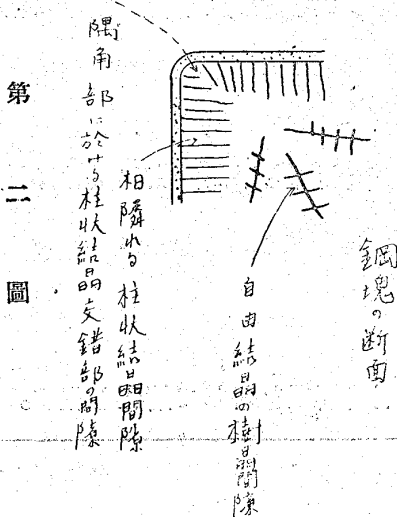 鋼塊の断面
自由結晶の樹晶間隙
相隣れる柱状結晶間隙
隅角部に於ける柱状結晶交錯部の間隙
第二圖